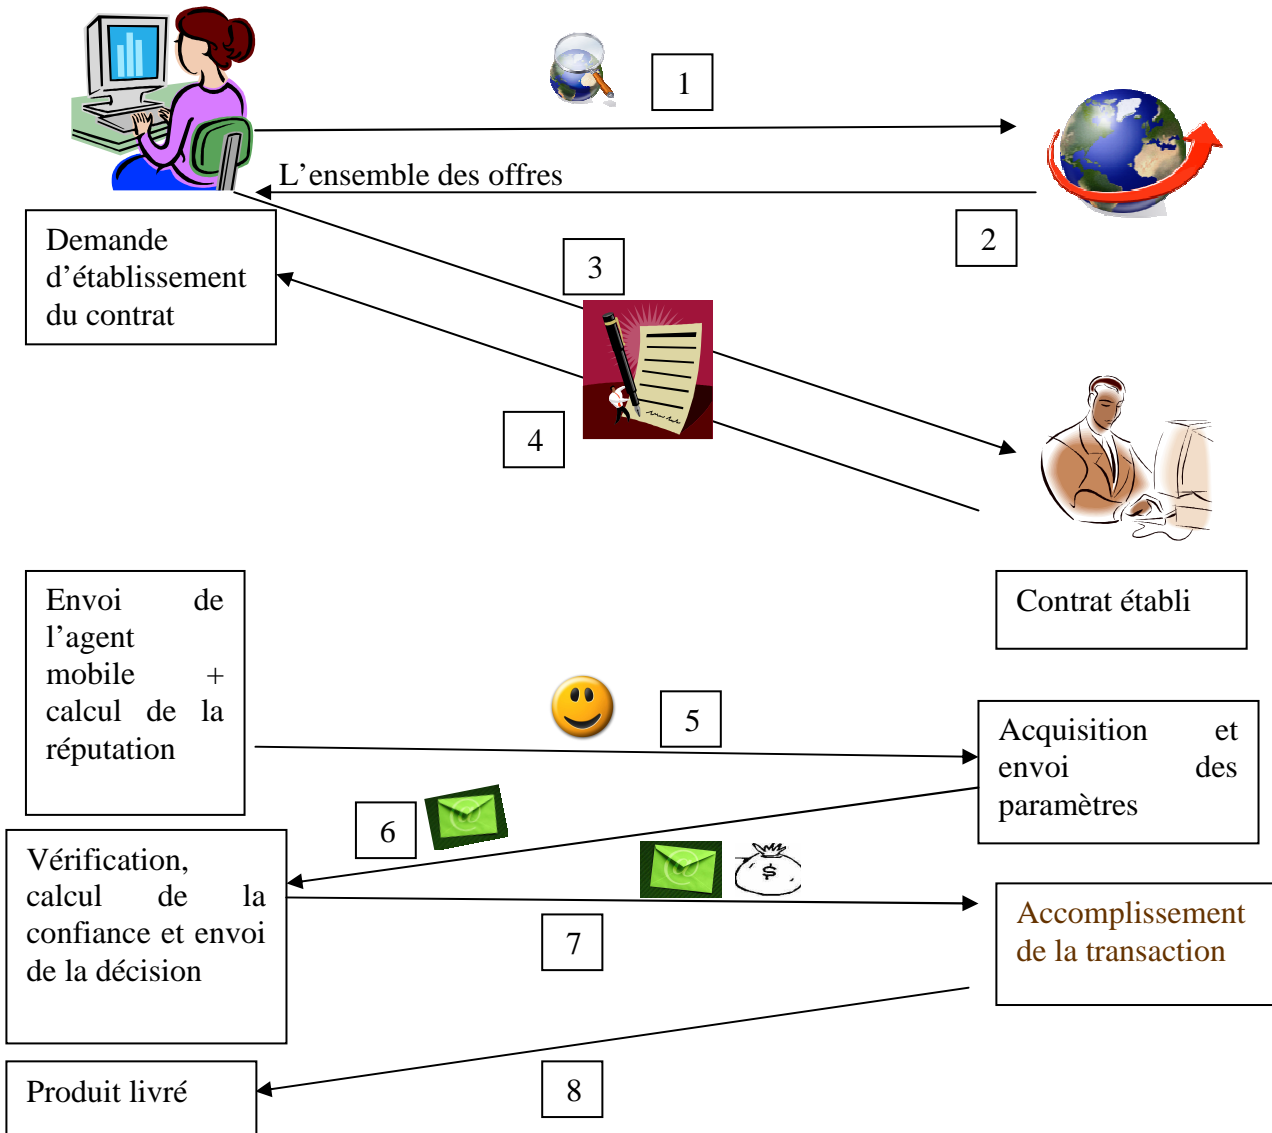 1
L'ensemble des offres
2
Demande
d'établissement
du contrat
3
4
Envoi de
l'agent
mobile +
calcul de la
réputation
Contrat établi
5
Acquisition et
envoi des
paramètres
6
Vérification,
calcul de la
confiance et envoi
de la décision
$
7
Accomplissement
de la transaction
Produit livré
8